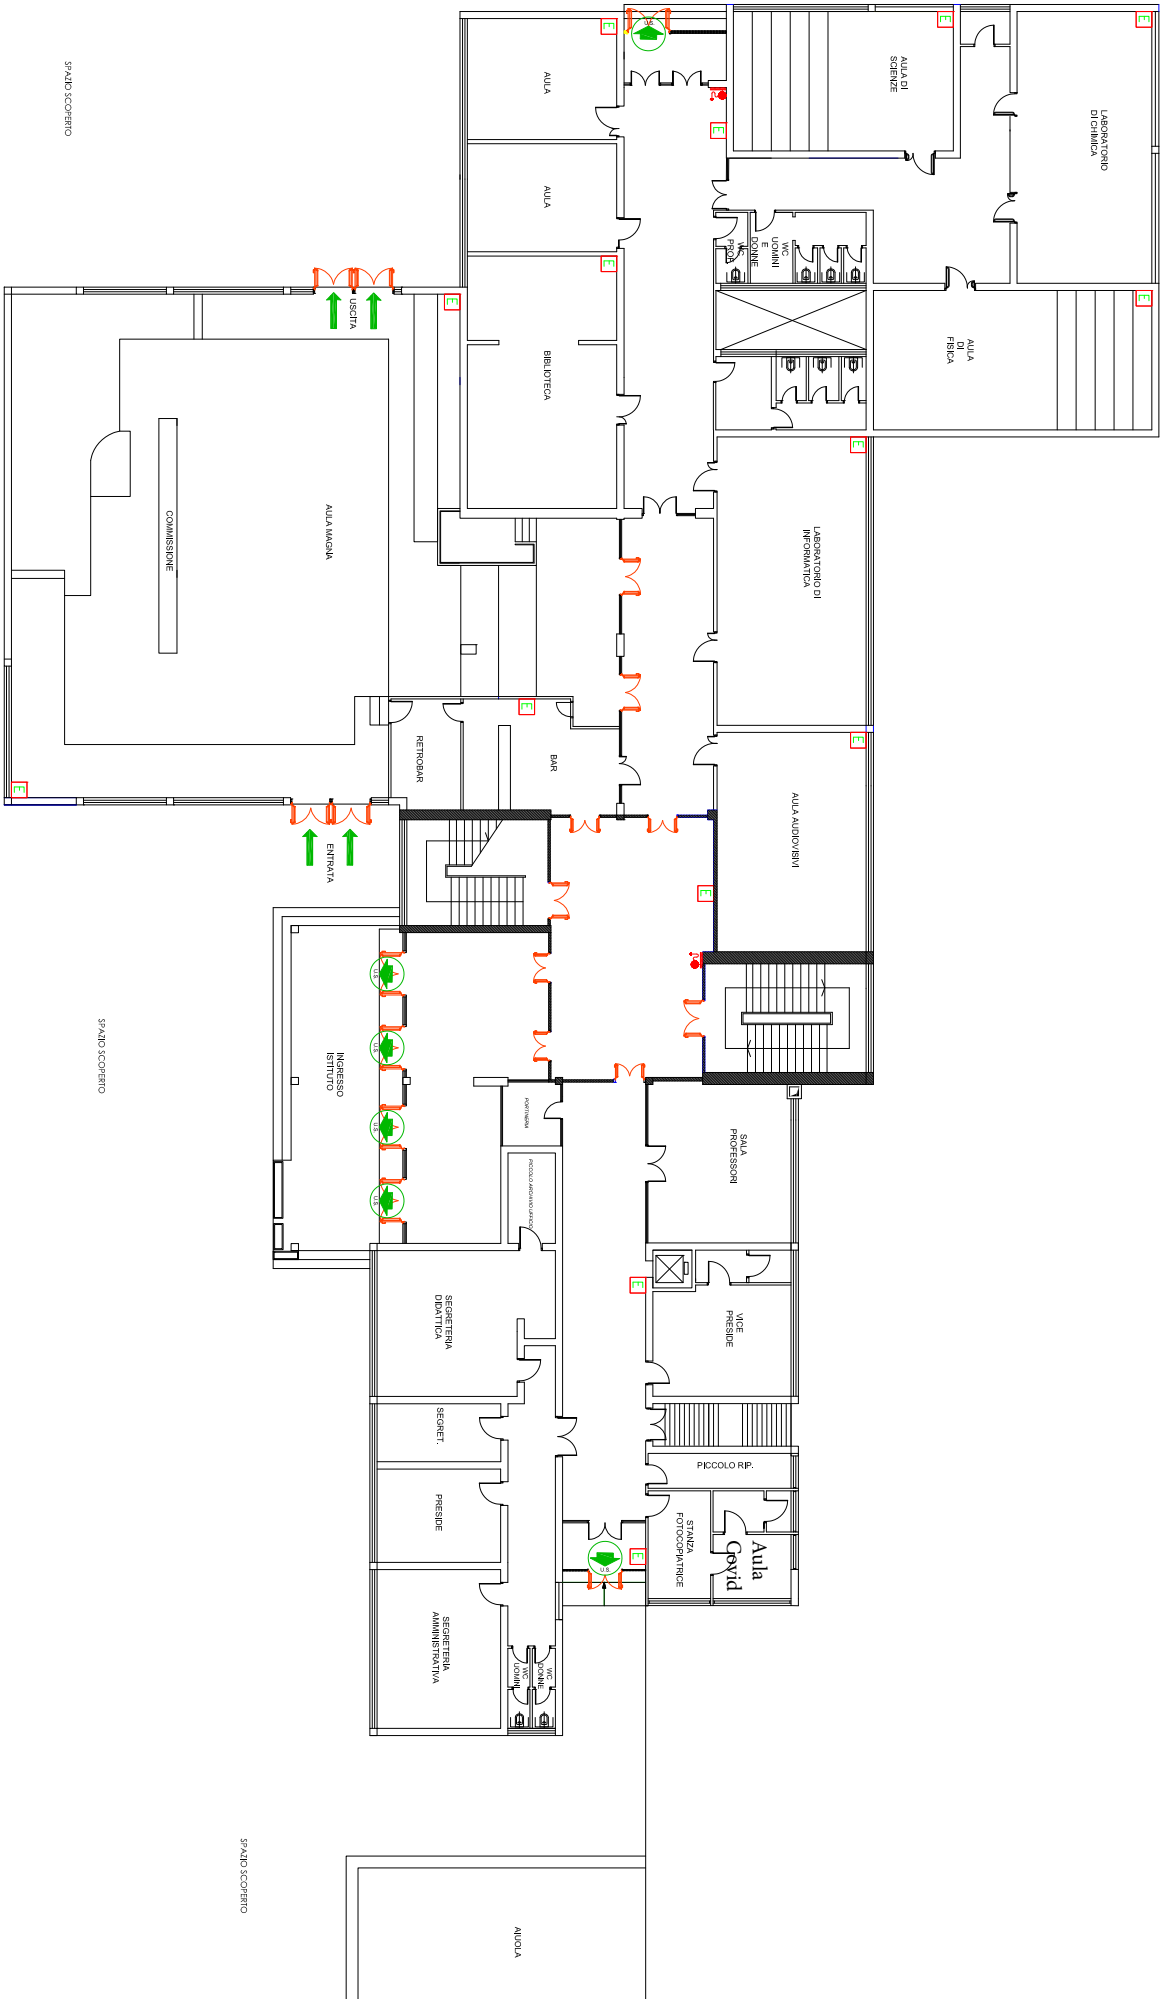 SPAZIO SCOPERTO
AULA
U.S.
E
AULA DI
SCIENZE
E
LABORATORIO
DI CHIMICA
E
E
AULA
WC
PROF.
WC
UOMINI
E
DONNE
E
BIBLIOTECA
E
USCITA
E
AULA
DI
FISICA
AULA MAGNA
COMMISSIONE
E
LABORATORIO DI
INFORMATICA
E
RETROBAR
BAR
E
AULA AUDIOVISIVI
E
ENTRATA
E
U.S.
U.S.
U.S.
U.S.
SPAZIO SCOPERTO
INGRESSO
ISTITUTO
PORTINERIA
SALA
PROFESSORI
PICCOLO ARCHIVIO UFFICIO
E
SEGRETERIA
DIDATTICA
VICE
PRESIDE
SEGRET.
PICCOLO RIP.
PRESIDE
STANZA
FOTOCOPIATRICE
Aula
Covid
U.S.
E
SEGRETERIA
AMMINISTRATIVA
WC
UOMINI
WC
DONNE
SPAZIO SCOPERTO
AIUOLA